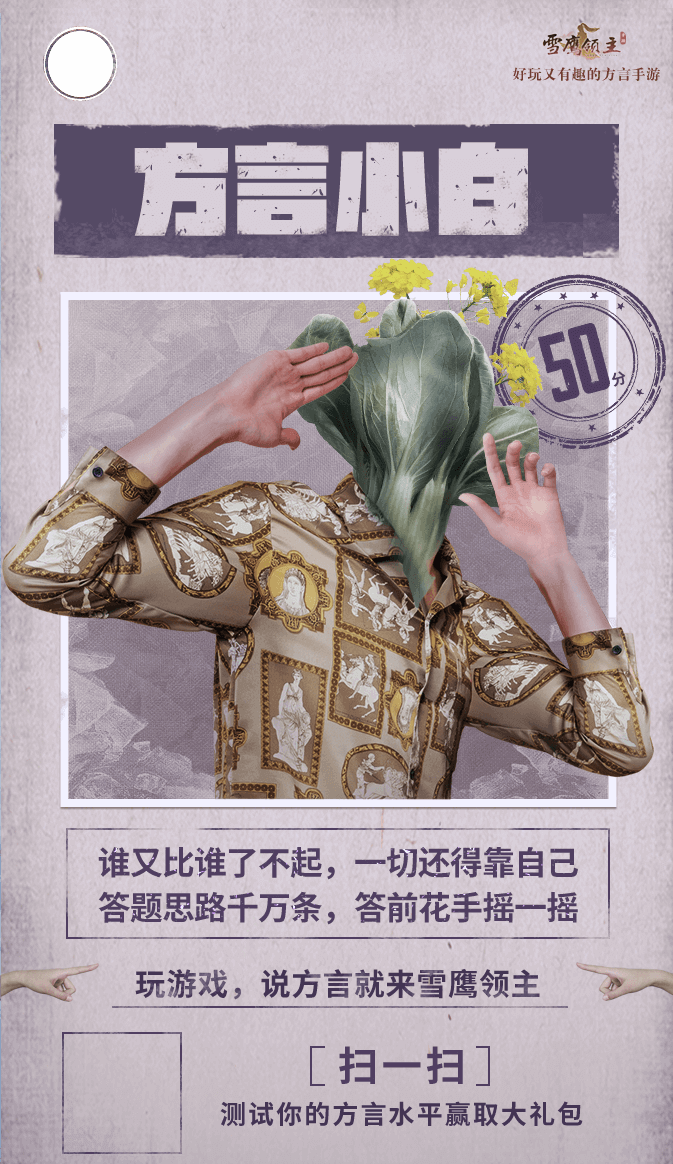 雪鹰领主
好玩又有趣的方言手游
方言小白
50分
谁又比谁了不起，一切还得靠自己
答题思路千万条，答前花手摇一摇
玩游戏，说方言就来雪鹰领主
[扫一扫]
测试你的方言水平赢取大礼包